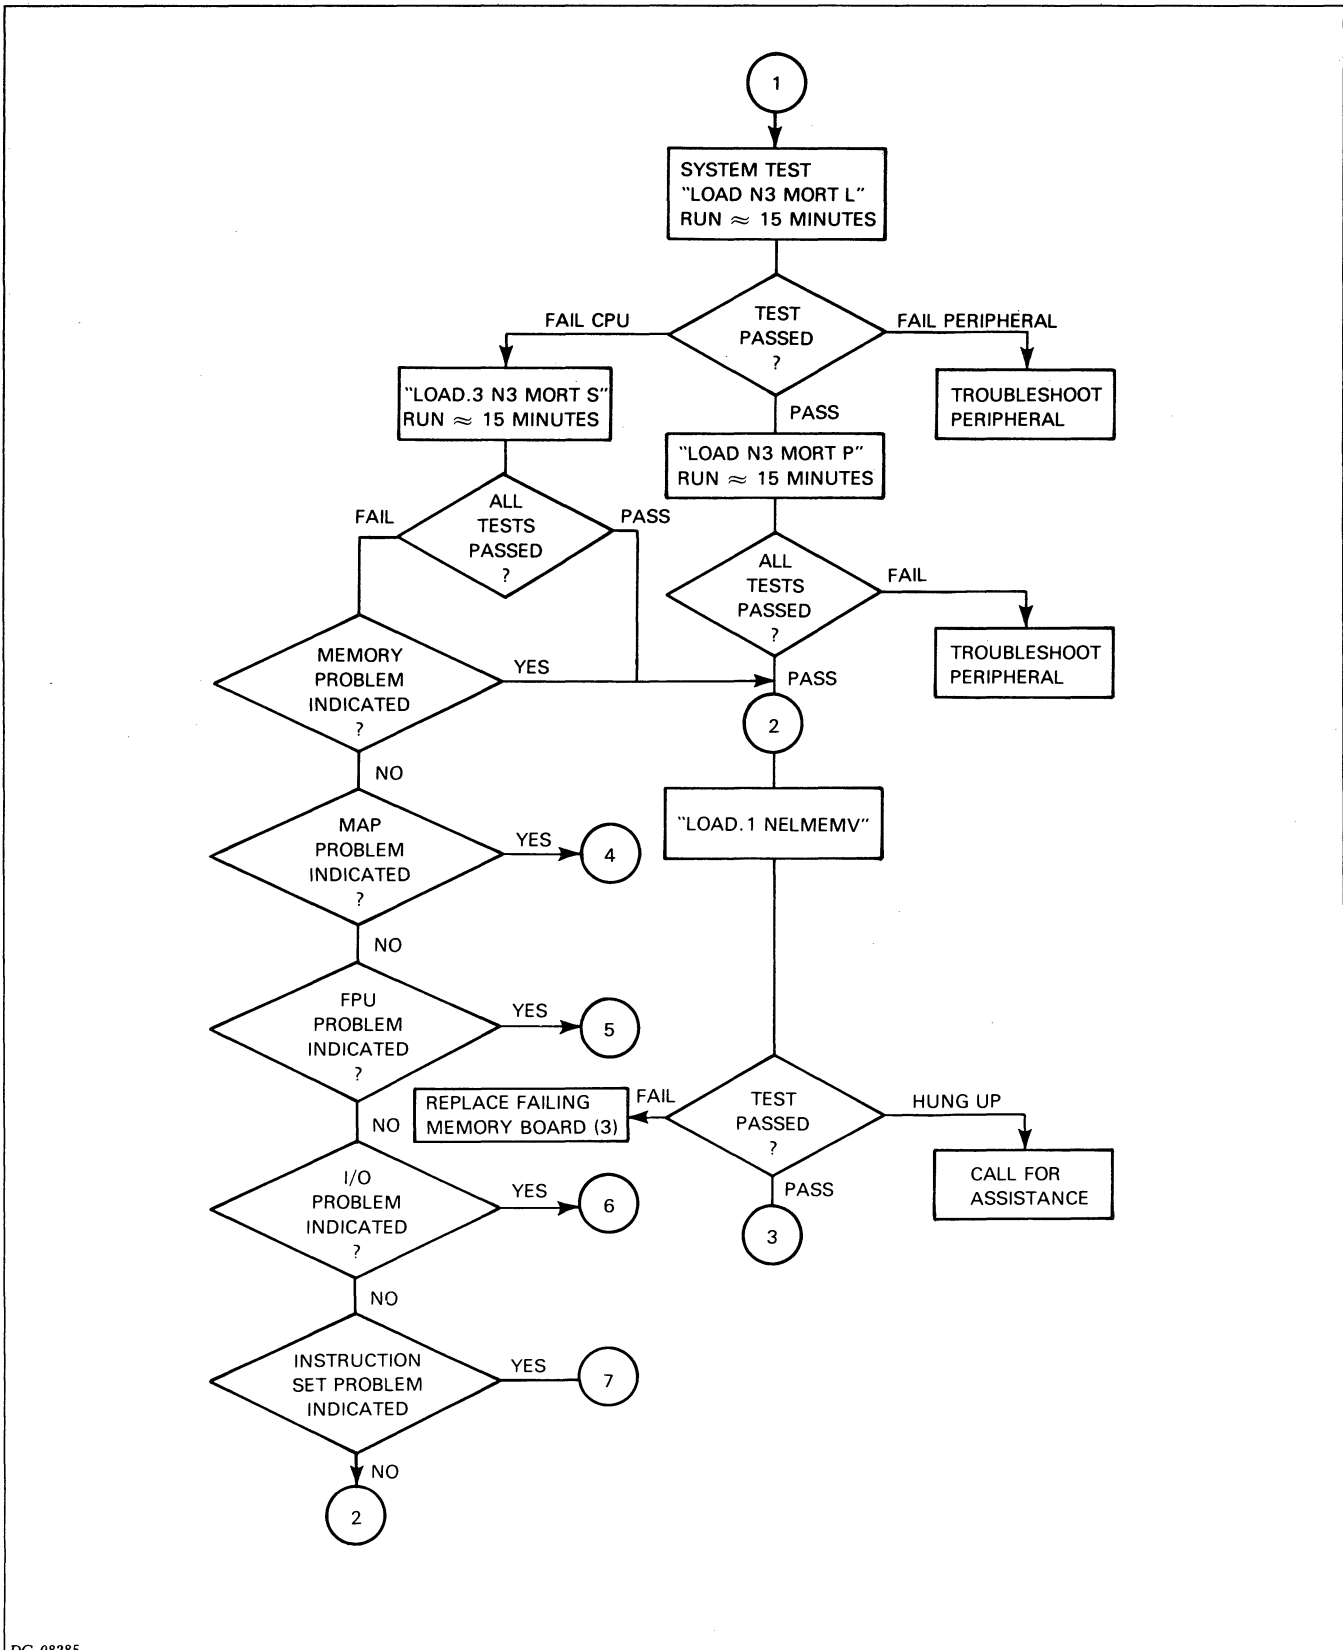 1
SYSTEM TEST
"LOAD N3 MORT L"
RUN ≈ 15 MINUTES
TEST
PASSED
?
FAIL CPU
FAIL PERIPHERAL
PASS
"LOAD.3 N3 MORT S"
RUN ≈ 15 MINUTES
TROUBLESHOOT
PERIPHERAL
"LOAD N3 MORT P"
RUN ≈ 15 MINUTES
ALL
TESTS
PASSED
?
FAIL
PASS
ALL
TESTS
PASSED
?
FAIL
PASS
TROUBLESHOOT
PERIPHERAL
MEMORY
PROBLEM
INDICATED
?
YES
NO
2
"LOAD.1 NELMEMV"
MAP
PROBLEM
INDICATED
?
YES
4
NO
FPU
PROBLEM
INDICATED
?
YES
5
NO
TEST
PASSED
?
FAIL
REPLACE FAILING
MEMORY BOARD (3)
HUNG UP
CALL FOR
ASSISTANCE
PASS
3
I/O
PROBLEM
INDICATED
?
YES
6
NO
INSTRUCTION
SET PROBLEM
INDICATED
YES
7
NO
2
DG-08285